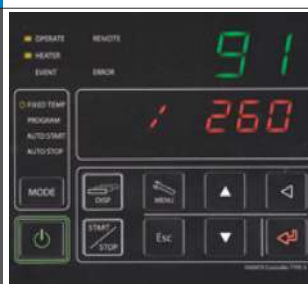 OPERATE REMOTE
91
HEATER
EVENT ERROR
FIXED TEMP
260
PROGRAM
AUTO START
AUTO STOP
MODE
DISP
MENU
START/STOP
Esc